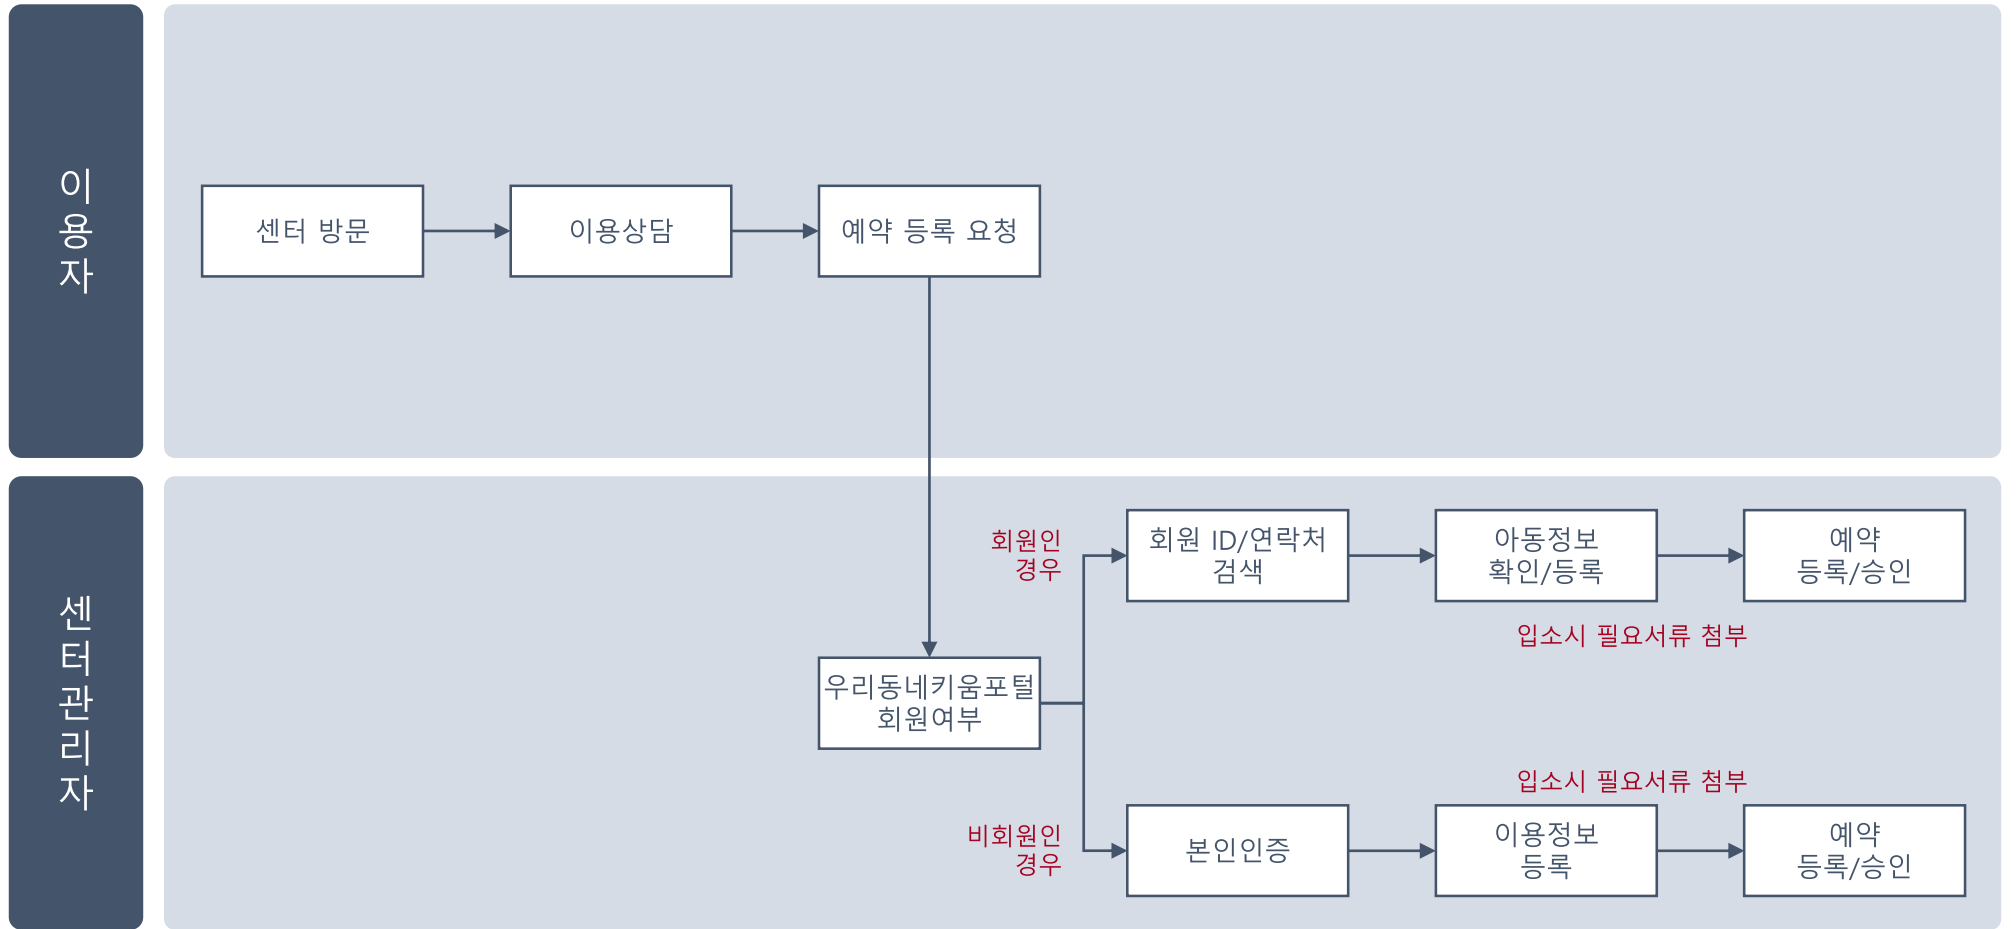 이용자
센터 방문
이용상담
예약 등록 요청
센터관리자
우리동네키움포털
회원여부
회원인
경우
회원 ID/연락처
검색
아동정보
확인/등록
예약
등록/승인
입소시 필요서류 첨부
비회원인
경우
본인인증
입소시 필요서류 첨부
이용정보
등록
예약
등록/승인